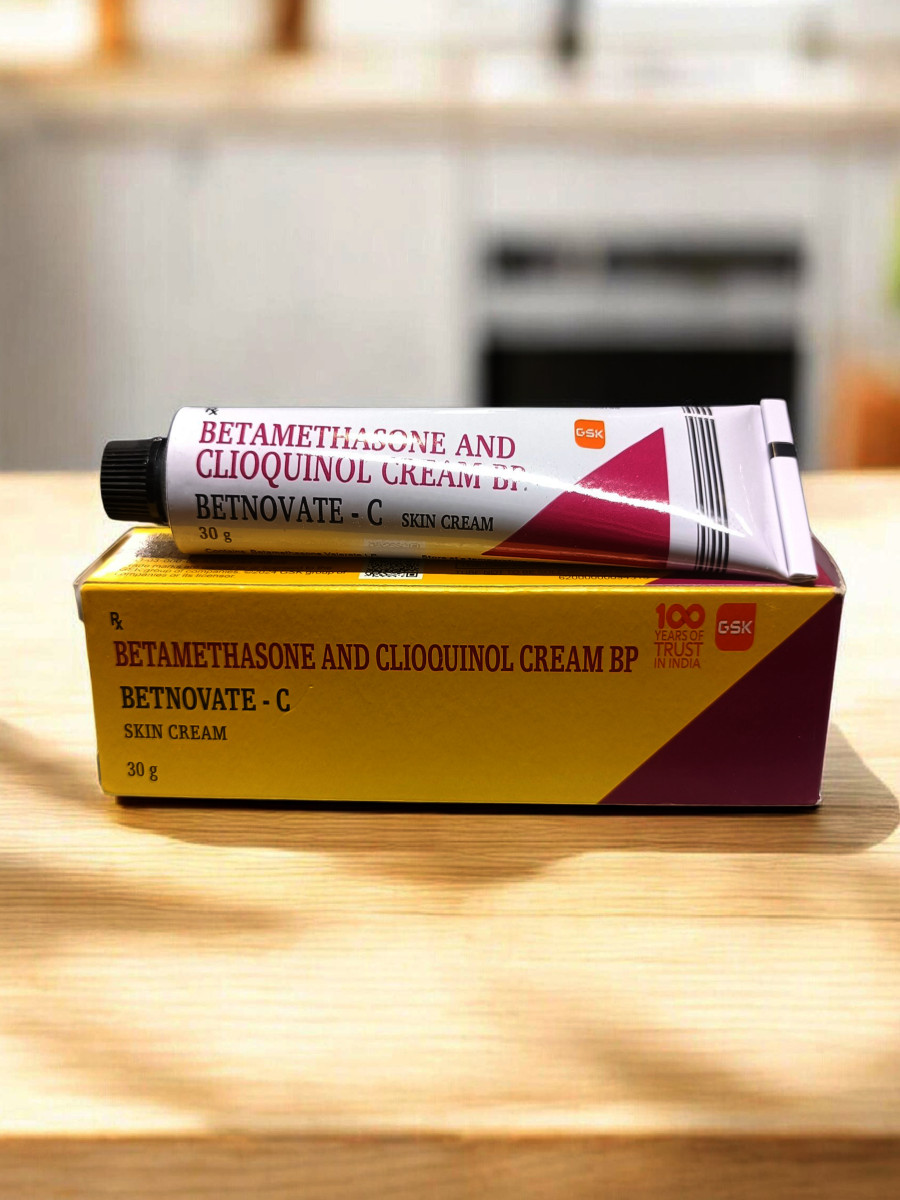 BETAMETHASONE AND
CLIOQUINOL CREAM BP
GSK
BETNOVATE - C SKIN CREAM
30 g
Rx
BETAMETHASONE AND CLIOQUINOL CREAM BP
BETNOVATE - C
SKIN CREAM
30 g
100
YEARS OF
TRUST
IN INDIA
GSK